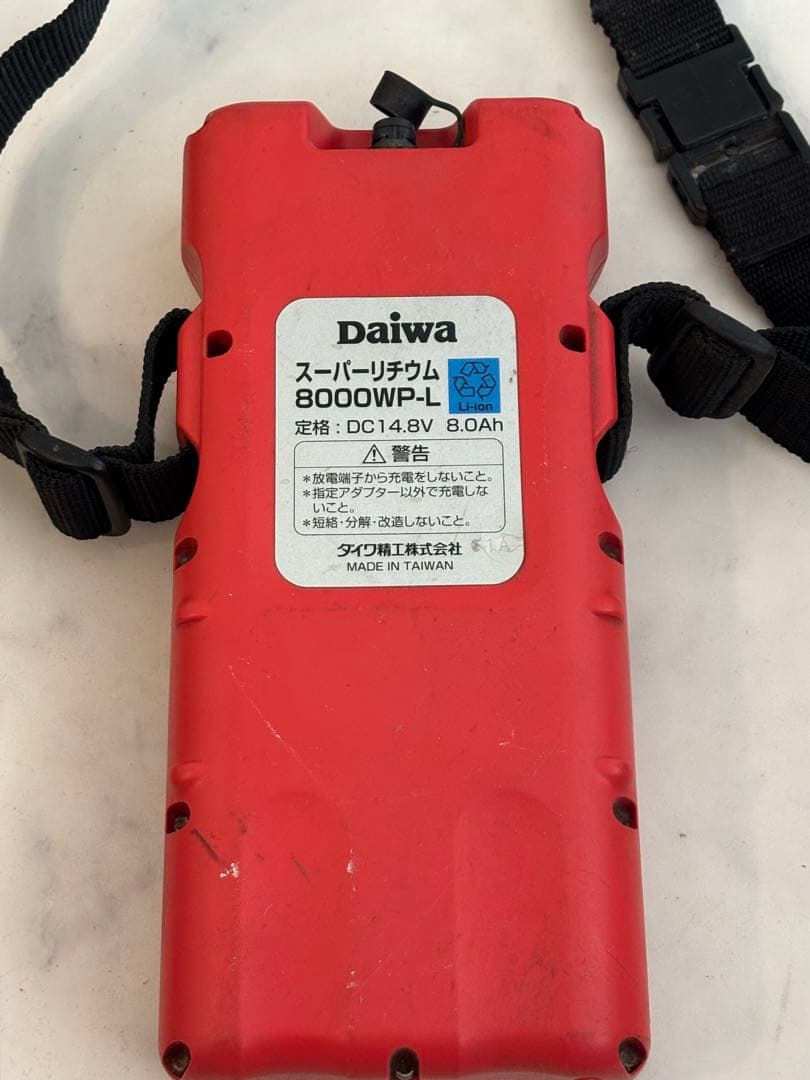 Daiwa
スーパーリチウム
8000WP-L
Li-ion
定格：DC14.8V 8.0Ah
⚠警告
＊放電端子から充電をしないこと。
＊指定アダプター以外で充電しな
いこと。
＊短絡・分解・改造しないこと。
ダイワ精工株式会社
MADE IN TAIWAN